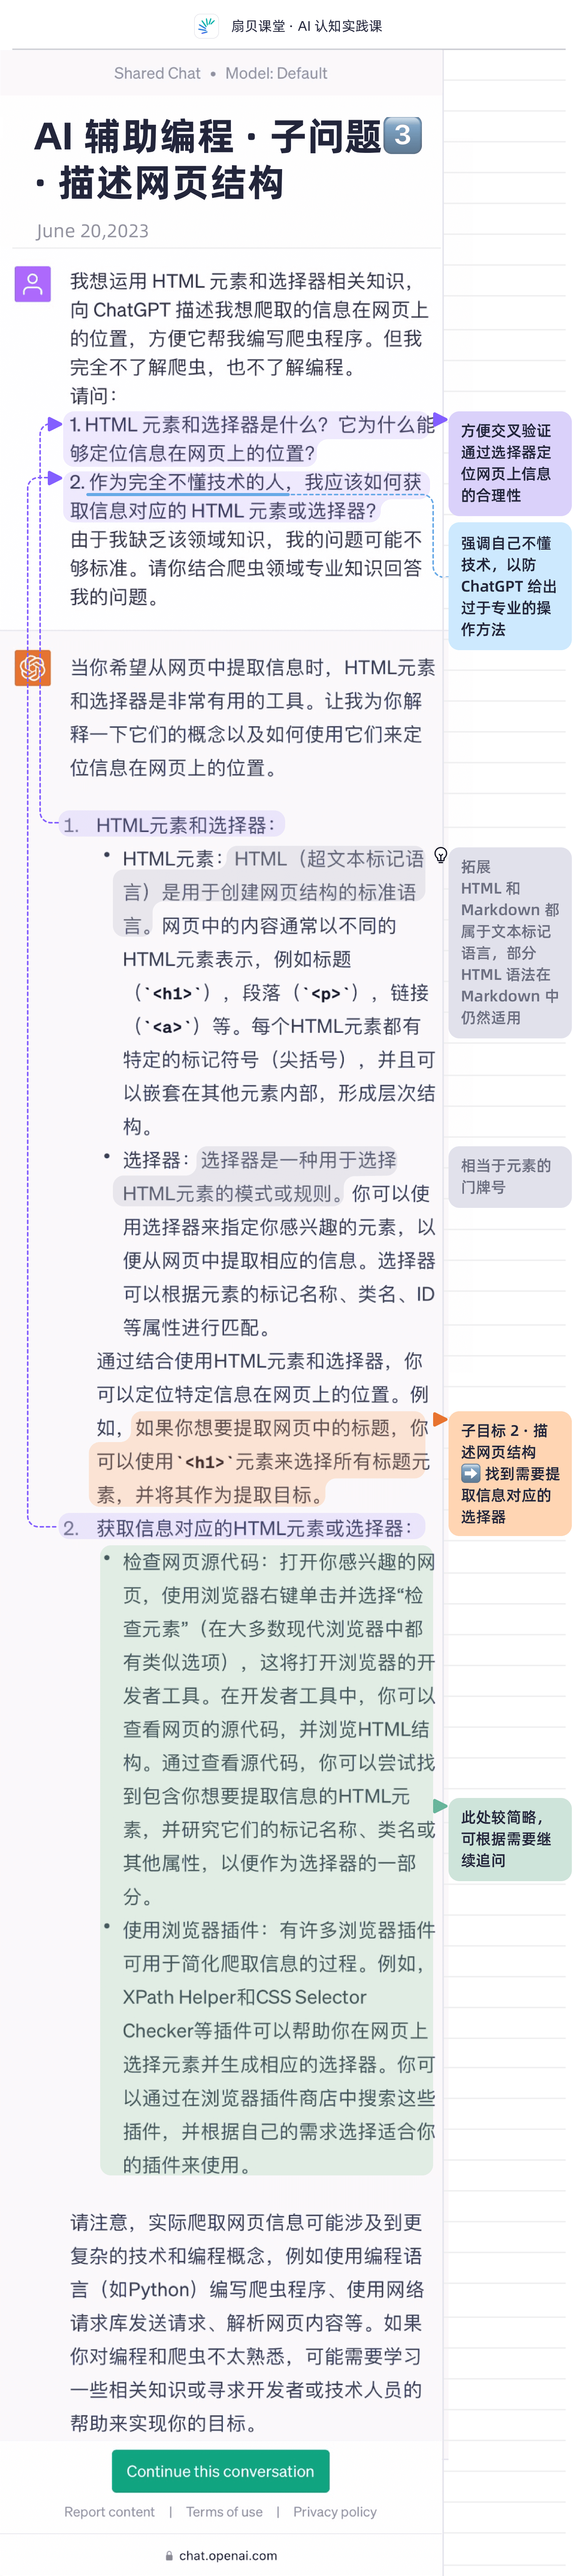 扇贝课堂 · AI 认知实践课
Shared Chat • Model: Default
AI 辅助编程 · 子问题3️⃣
· 描述网页结构
June 20,2023
我想运用 HTML 元素和选择器相关知识，
向 ChatGPT 描述我想爬取的信息在网页上
的位置，方便它帮我编写爬虫程序。但我
完全不了解爬虫，也不了解编程。
请问：
1. HTML 元素和选择器是什么？它为什么能
够定位信息在网页上的位置？
2. 作为完全不懂技术的人，我应该如何获
取信息对应的 HTML 元素或选择器？
由于我缺乏该领域知识，我的问题可能不
够标准。请你结合爬虫领域专业知识回答
我的问题。
方便交叉验证
通过选择器定
位网页上信息
的合理性
强调自己不懂
技术，以防
ChatGPT 给出
过于专业的操
作方法
当你希望从网页中提取信息时，HTML元素
和选择器是非常有用的工具。让我为你解
释一下它们的概念以及如何使用它们来定
位信息在网页上的位置。
1. HTML元素和选择器：
• HTML元素：HTML（超文本标记语
言）是用于创建网页结构的标准语
言。网页中的内容通常以不同的
HTML元素表示，例如标题
（`<h1>`），段落（`<p>`），链接
（`<a>`）等。每个HTML元素都有
特定的标记符号（尖括号），并且可
以嵌套在其他元素内部，形成层次结
构。
• 选择器：选择器是一种用于选择
HTML元素的模式或规则。你可以使
用选择器来指定你感兴趣的元素，以
便从网页中提取相应的信息。选择器
可以根据元素的标记名称、类名、ID
等属性进行匹配。
通过结合使用HTML元素和选择器，你
可以定位特定信息在网页上的位置。例
如，如果你想要提取网页中的标题，你
可以使用`<h1>`元素来选择所有标题元
素，并将其作为提取目标。
拓展
HTML 和
Markdown 都
属于文本标记
语言，部分
HTML 语法在
Markdown 中
仍然适用
相当于元素的
门牌号
子目标 2 · 描
述网页结构
➡️ 找到需要提
取信息对应的
选择器
2. 获取信息对应的HTML元素或选择器：
• 检查网页源代码：打开你感兴趣的网
页，使用浏览器右键单击并选择“检
查元素”（在大多数现代浏览器中都
有类似选项），这将打开浏览器的开
发者工具。在开发者工具中，你可以
查看网页的源代码，并浏览HTML结
构。通过查看源代码，你可以尝试找
到包含你想要提取信息的HTML元
素，并研究它们的标记名称、类名或
其他属性，以便作为选择器的一部
分。
• 使用浏览器插件：有许多浏览器插件
可用于简化爬取信息的过程。例如，
XPath Helper和CSS Selector
Checker等插件可以帮助你在网页上
选择元素并生成相应的选择器。你可
以通过在浏览器插件商店中搜索这些
插件，并根据自己的需求选择适合你
的插件来使用。
此处较简略，
可根据需要继
续追问
请注意，实际爬取网页信息可能涉及到更
复杂的技术和编程概念，例如使用编程语
言（如Python）编写爬虫程序、使用网络
请求库发送请求、解析网页内容等。如果
你对编程和爬虫不太熟悉，可能需要学习
一些相关知识或寻求开发者或技术人员的
帮助来实现你的目标。
Continue this conversation
Report content | Terms of use | Privacy policy
chat.openai.com